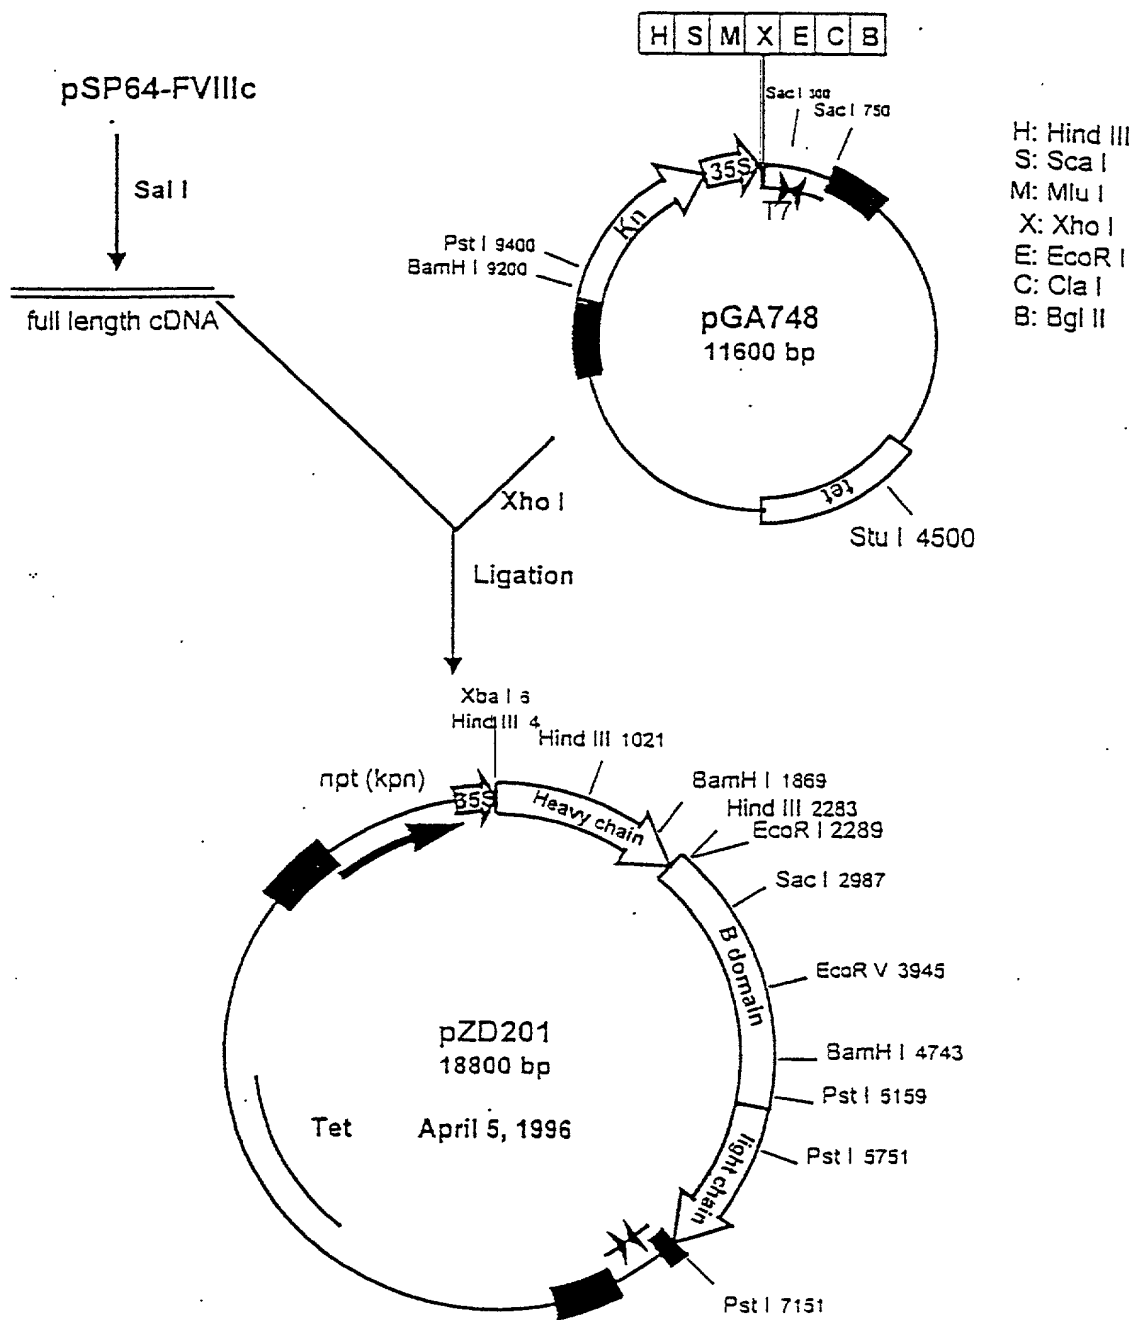 H S M X E C B
pSP64-FVIIIc
Sac I 300
Sac I 750
Sal I
H: Hind III
S: Sca I
M: Mlu I
X: Xho I
E: EcoR I
C: Cla I
B: Bgl II
35S
T7
Kn
Pst I 9400
BamH I 9200
full length cDNA
pGA748
11600 bp
tet
Stu I 4500
Xho I
Ligation
Xba I 6
Hind III 4
Hind III 1021
npt (kpn)
35S
Heavy chain
BamH I 1869
Hind III 2283
EcoR I 2289
Sac I 2987
B domain
EcoR V 3945
pZD201
18800 bp
BamH I 4743
Pst I 5159
Tet
April 5, 1996
light chain
Pst I 5751
Pst I 7151